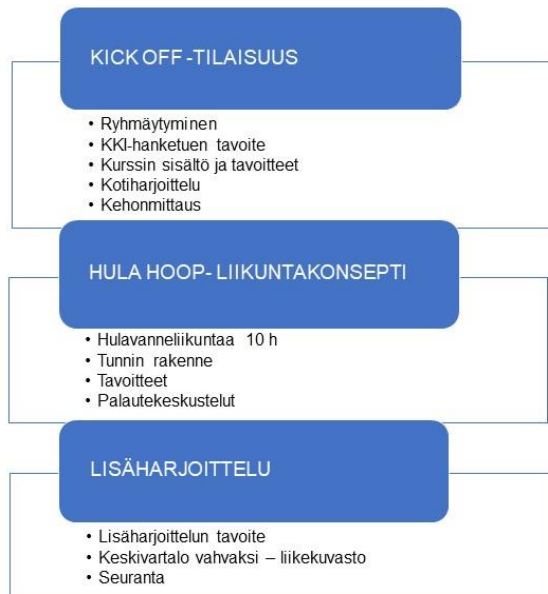 KICK OFF -TILAISUUS
• Ryhmäytyminen
• KKI-hanketuen tavoite
• Kurssin sisältö ja tavoitteet
• Kotiharjoittelu
• Kehonmittaus
HULA HOOP- LIIKUNTAKONSEPTI
• Hulavanneliikuntaa 10 h
• Tunnin rakenne
• Tavoitteet
• Palautekeskustelut
LISÄHARJOITTELU
• Lisäharjoittelun tavoite
• Keskivartalo vahvaksi – liikekuvasto
• Seuranta